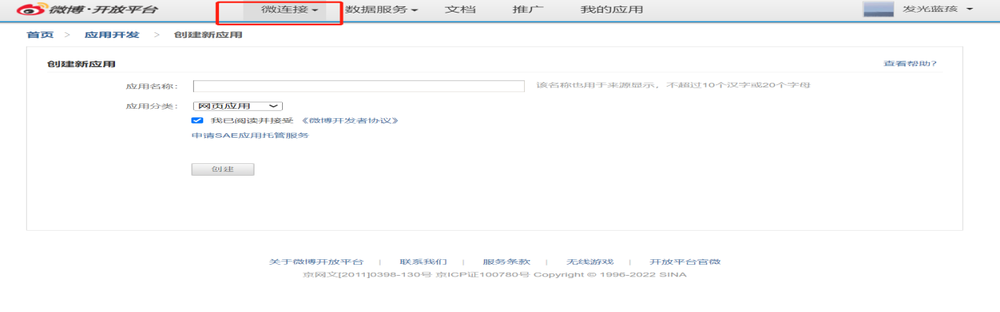 微博·开放平台 微连接 数据服务 文档 推广 我的应用 发光蓝孩
首页 > 应用开发 > 创建新应用
创建新应用 查看帮助?
应用名称: 该名称也用于来源显示，不超过10个汉字或20个字母
应用分类: 网页应用
我已阅读并接受 《微博开发者协议》
申请SAE应用托管服务
创建
关于微博开放平台 | 联系我们 | 服务条款 | 无线游戏 | 开放平台官微
京网文[2011]0398-130号 京ICP证100780号 Copyright © 1996-2022 SINA